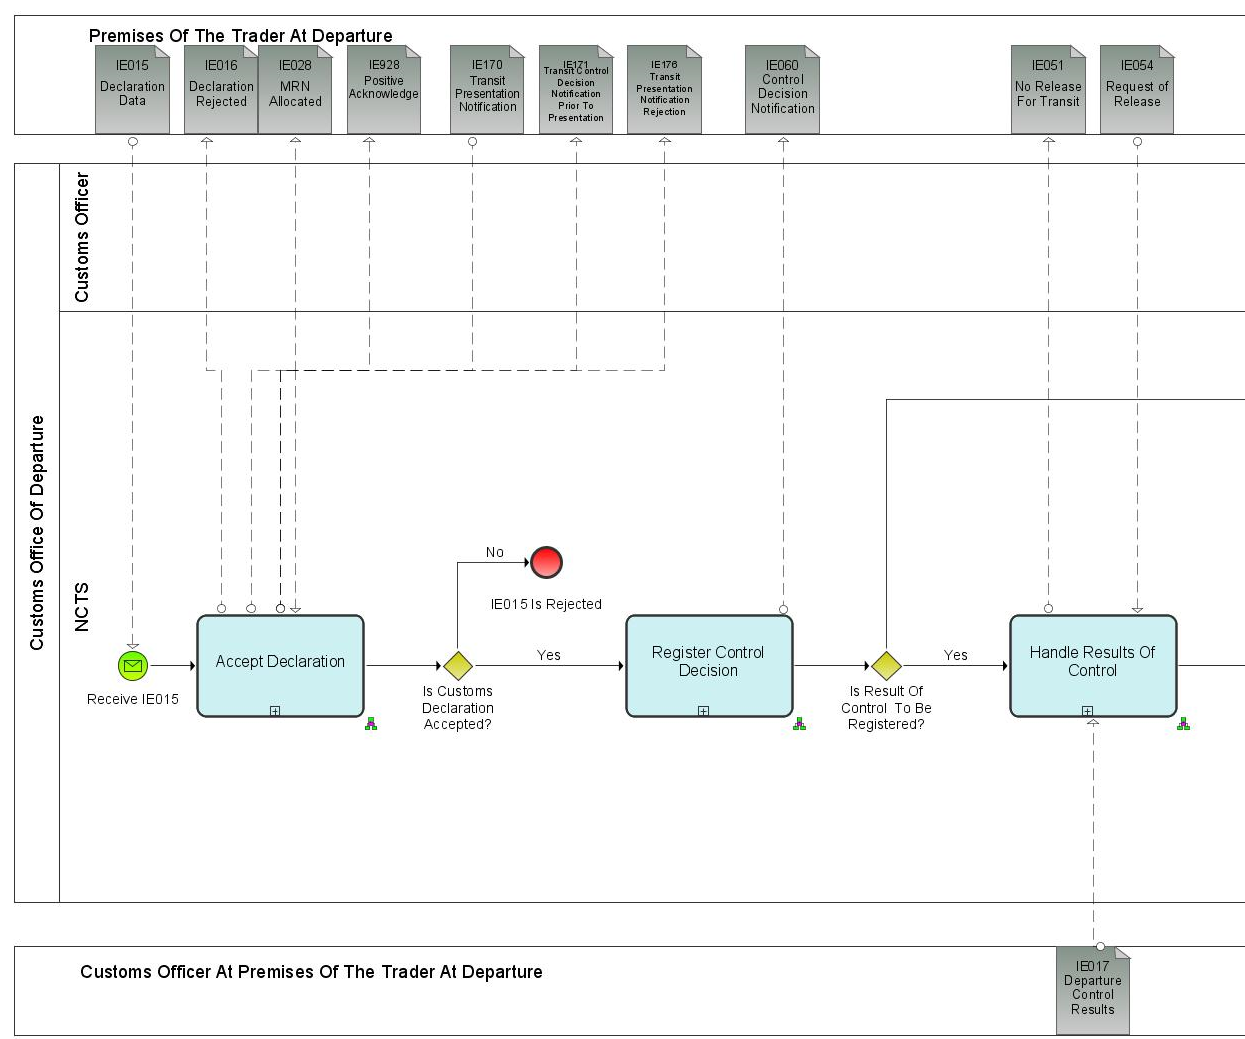 Premises Of The Trader At Departure
IE015
Declaration
Data
IE016
Declaration
Rejected
IE028
MRN
Allocated
IE928
Positive
Acknowledge
IE170
Transit
Presentation
Notification
IE171
Transit Control
Decision
Notification
Prior To
Presentation
IE176
Transit
Presentation
Notification
Rejection
IE060
Control
Decision
Notification
IE051
No Release
For Transit
IE054
Request of
Release
Customs Office Of Departure
Customs Officer
NCTS
Receive IE015
Accept Declaration
Is Customs
Declaration
Accepted?
No
IE015 Is Rejected
Yes
Register Control
Decision
Is Result Of
Control To Be
Registered?
Yes
Handle Results Of
Control
Customs Officer At Premises Of The Trader At Departure
IE017
Departure
Control
Results